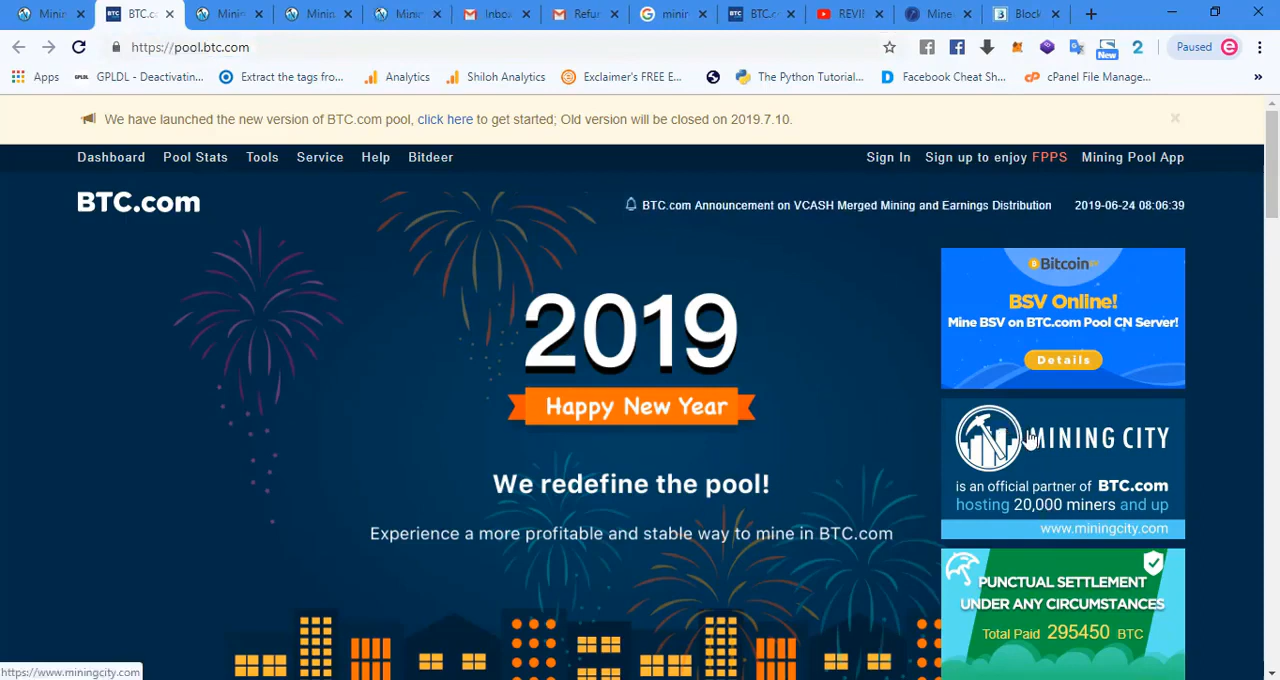 Minin
BTC.c
Minin
Minin
Minin
Inbo
Refur
minin
BTC.c
REVIE
Mine
Block
https://pool.btc.com
New
2
Paused
e
Apps
GPLDL - Deactivatin...
Extract the tags fro...
Analytics
Shiloh Analytics
Exclaimer's FREE E...
The Python Tutorial...
Facebook Cheat Sh...
cPanel File Manage...
We have launched the new version of BTC.com pool, click here to get started; Old version will be closed on 2019.7.10.
Dashboard Pool Stats Tools Service Help Bitdeer
Sign In Sign up to enjoy FPPS Mining Pool App
BTC.com
BTC.com Announcement on VCASH Merged Mining and Earnings Distribution 2019-06-24 08:06:39
2019
Happy New Year
We redefine the pool!
Experience a more profitable and stable way to mine in BTC.com
BSV Online!
Mine BSV on BTC.com Pool CN Server!
Details
MINING CITY
is an official partner of BTC.com
hosting 20,000 miners and up
www.miningcity.com
PUNCTUAL SETTLEMENT
UNDER ANY CIRCUMSTANCES
Total Paid 295450 BTC
https://www.miningcity.com